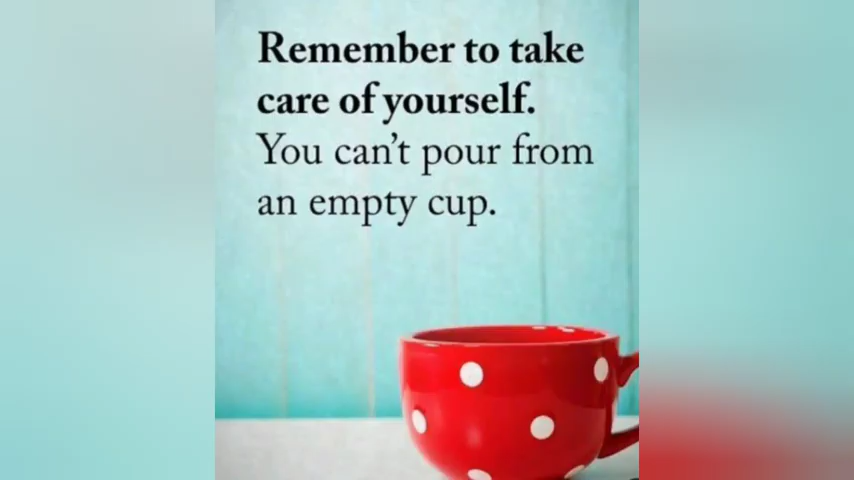 Remember to take
care of yourself.
You can't pour from
an empty cup.